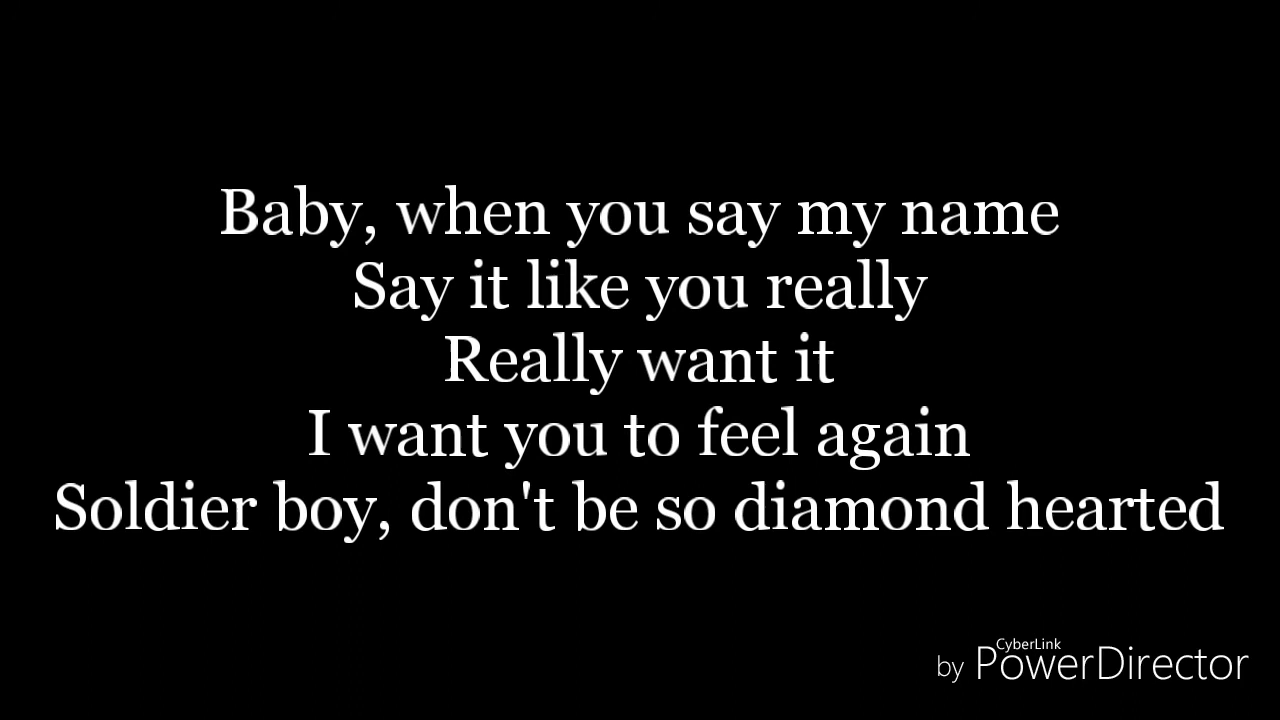 Baby, when you say my name
Say it like you really
Really want it
I want you to feel again
Soldier boy, don't be so diamond hearted
by CyberLink PowerDirector